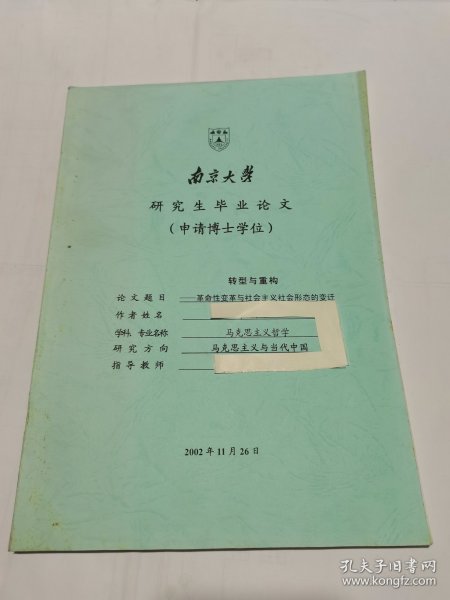 南京大学
研究生毕业论文
(申请博士学位)
转型与重构
论文题目 ——革命性变革与社会主义社会形态的变迁
作者姓名
学科、专业名称 马克思主义哲学
研究方向 马克思主义与当代中国
指导教师
2002年11月26日
孔夫子旧书网
www.kongfz.com